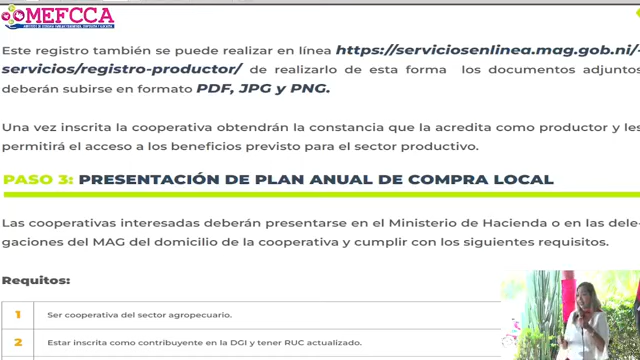 MEFCCA
Este registro también se puede realizar en línea https://serviciosenlinea.mag.gob.ni/-
servicios/registro-productor/ de realizarlo de esta forma los documentos adjuntos
deberán subirse en formato PDF, JPG y PNG.
Una vez inscrita la cooperativa obtendrán la constancia que la acredita como productor y les
permitirá el acceso a los beneficios previsto para el sector productivo.
PASO 3: PRESENTACIÓN DE PLAN ANUAL DE COMPRA LOCAL
Las cooperativas interesadas deberán presentarse en el Ministerio de Hacienda o en las dele-
gaciones del MAG del domicilio de la cooperativa y cumplir con los siguientes requisitos.
Requitos:
1 Ser cooperativa del sector agropecuario.
2 Estar inscrita como contribuyente en la DGI y tener RUC actualizado.